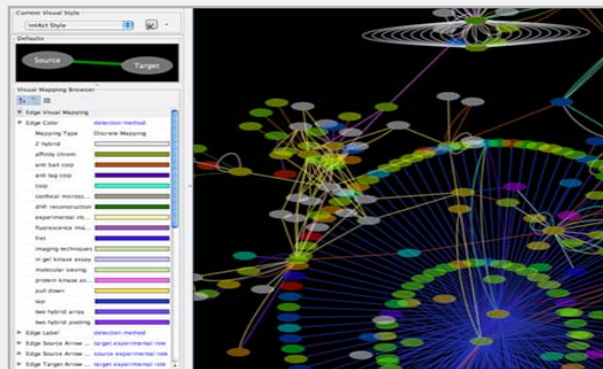 Current Visual Style
IntAct Style
Defaults
Source
Target
Visual Mapping Browser
Edge Visual Mapping
Edge Color detection method
Mapping Type Discrete Mapping
2 hybrid
affinity chrom
anti bait coip
anti tag coip
coip
confocal microsc...
dhfr reconstruction
experimental int...
fluorescence ima...
fret
imaging techniques
in gel kinase assay
molecular sieving
protein kinase as...
pull down
tap
two hybrid array
two hybrid pooling
Edge Label detection method
Edge Source Arrow ... target experimental role
Edge Source Arrow ... source experimental role
Edge Target Arrow ... target experimental role